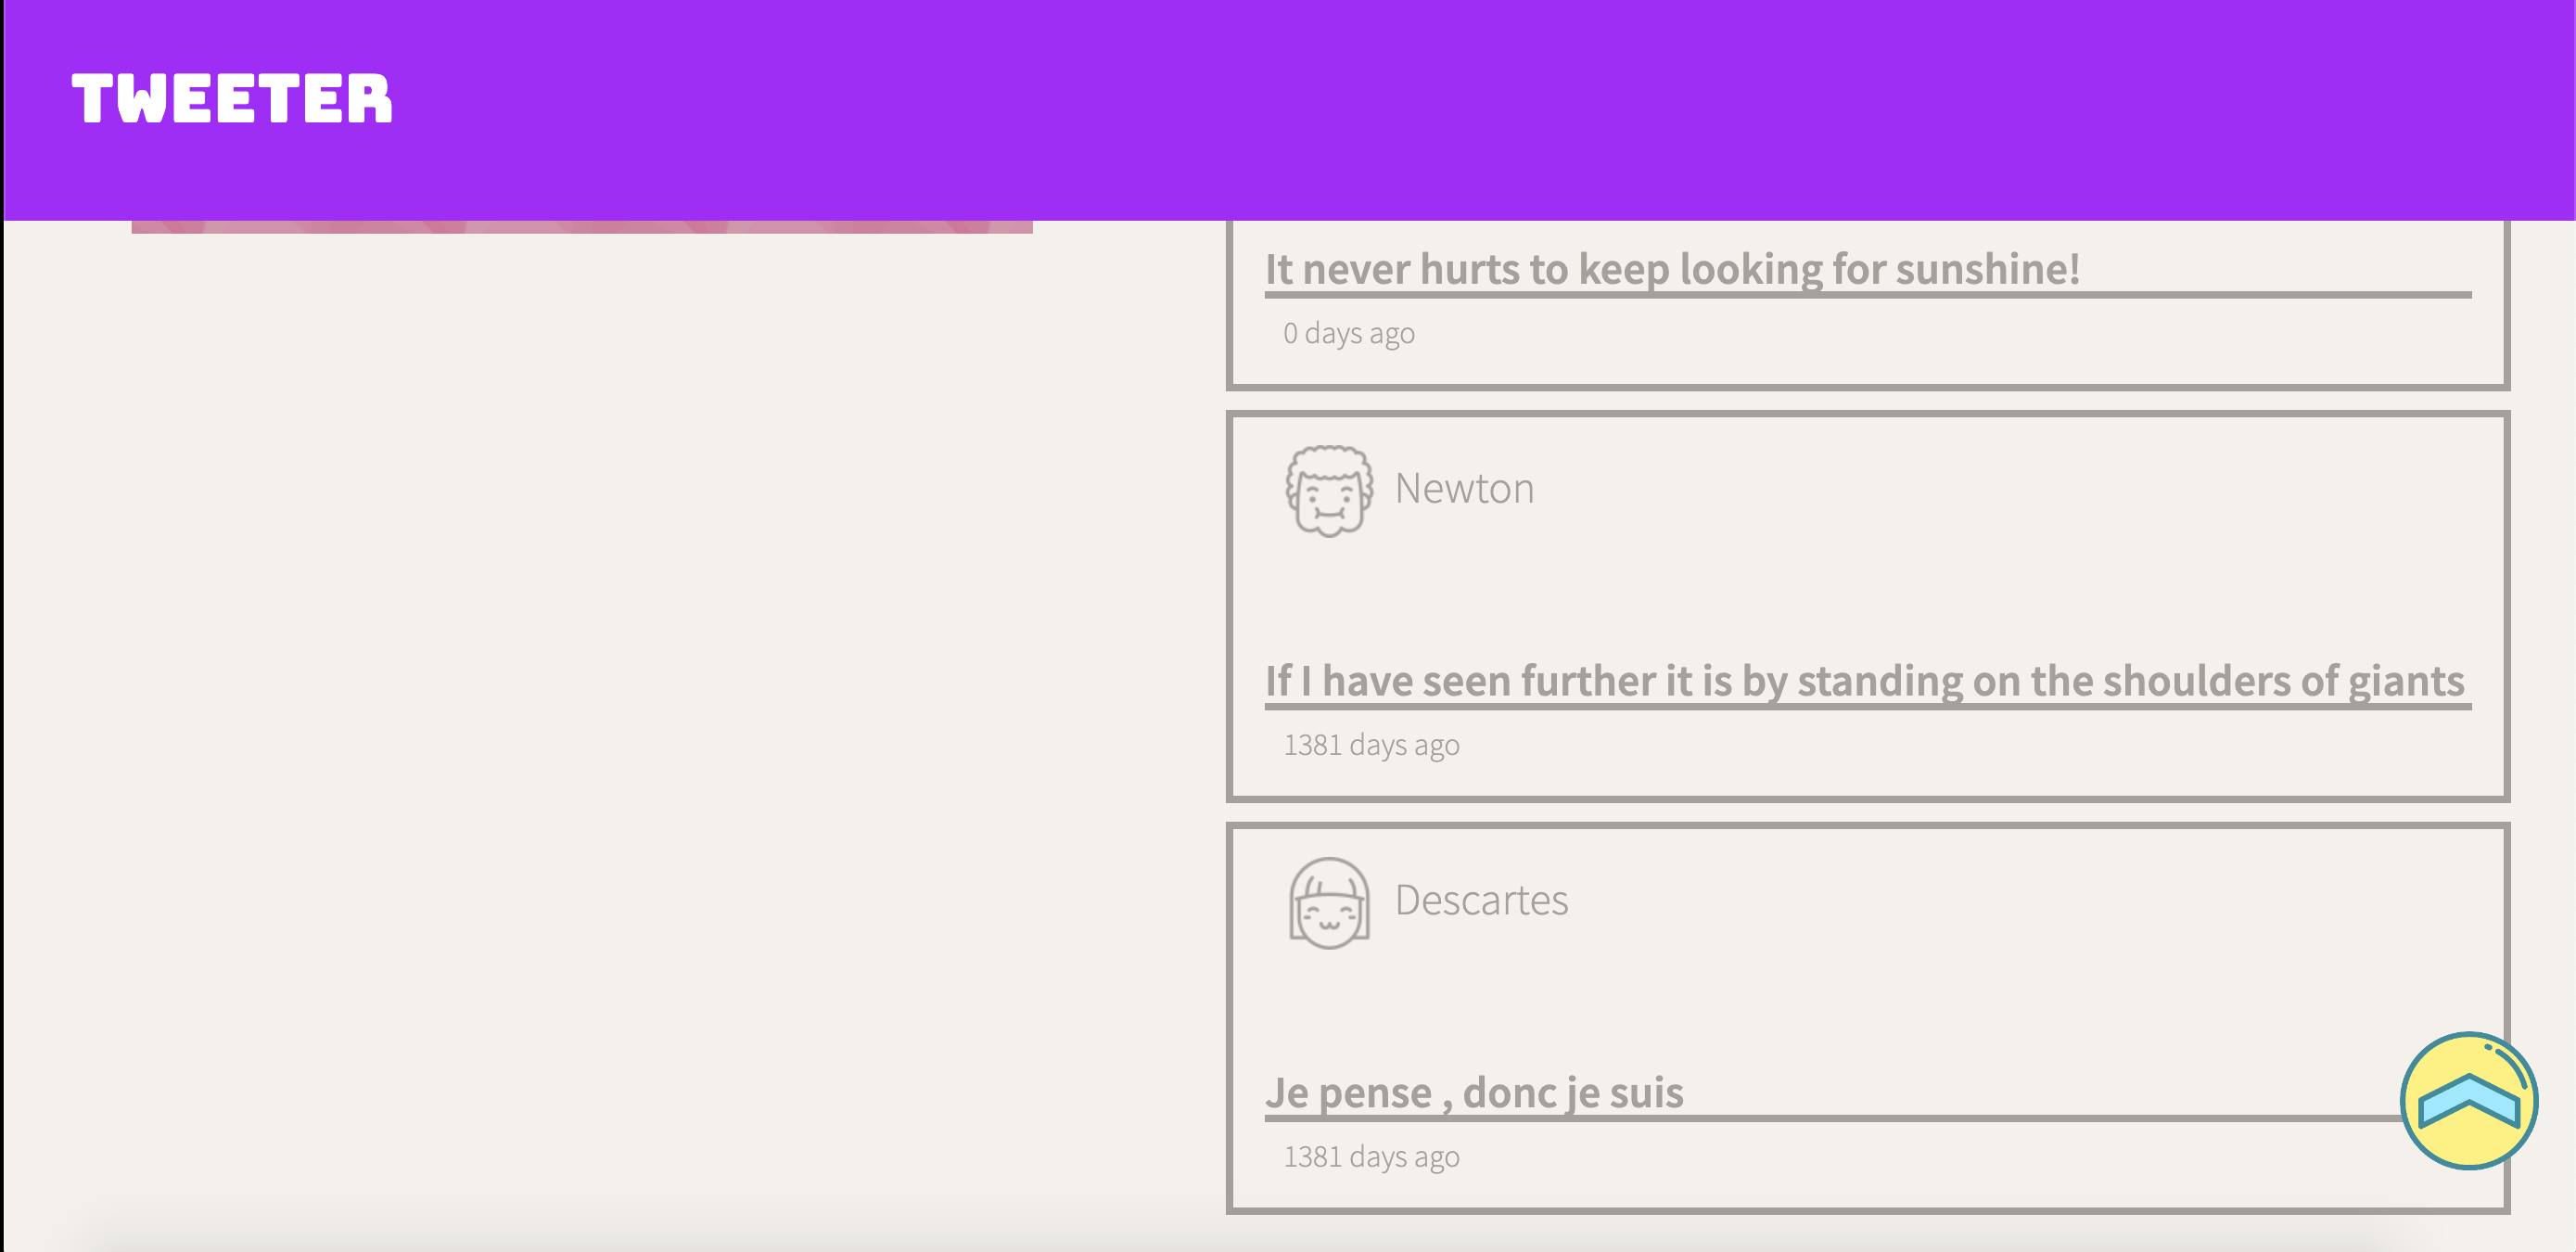 TWEETER
It never hurts to keep looking for sunshine!
0 days ago
Newton
If I have seen further it is by standing on the shoulders of giants
1381 days ago
Descartes
Je pense , donc je suis
1381 days ago